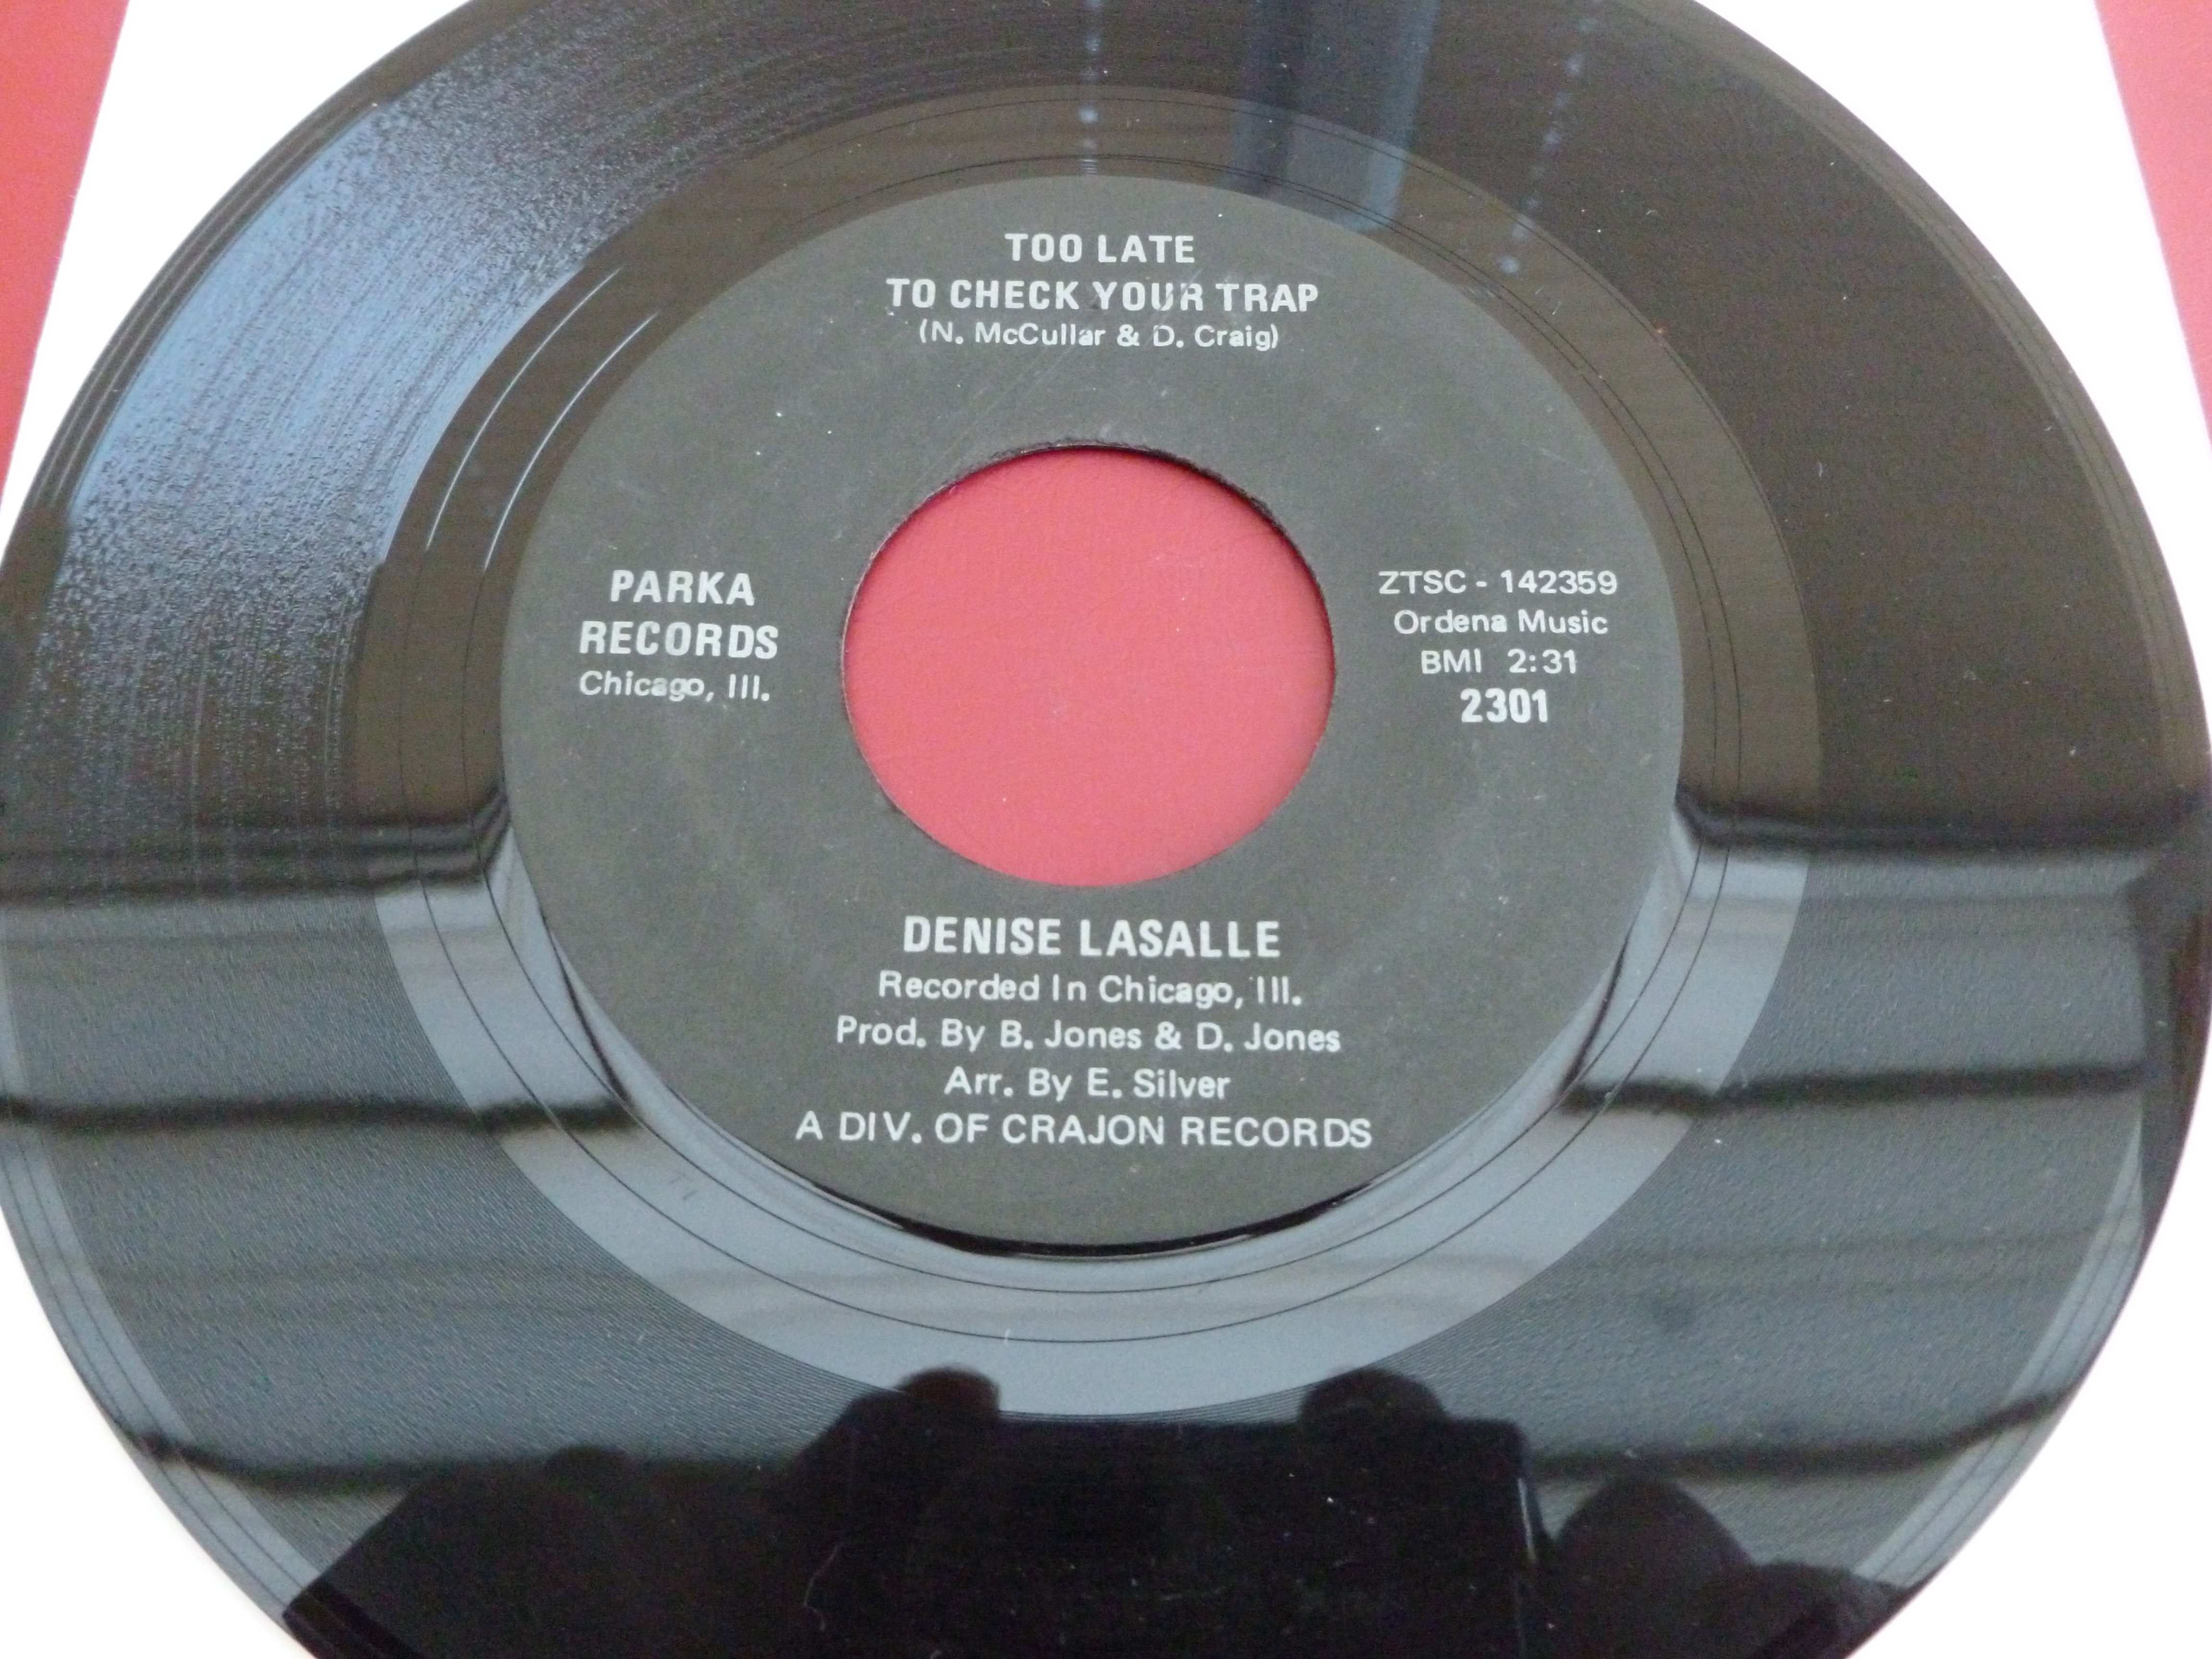 TOO LATE
TO CHECK YOUR TRAP
(N. McCullar & D. Craig)
PARKA
RECORDS
Chicago, Ill.
ZTSC - 142359
Ordena Music
BMI 2:31
2301
DENISE LASALLE
Recorded In Chicago, Ill.
Prod. By B. Jones & D. Jones
Arr. By E. Silver
A DIV. OF CRAJON RECORDS